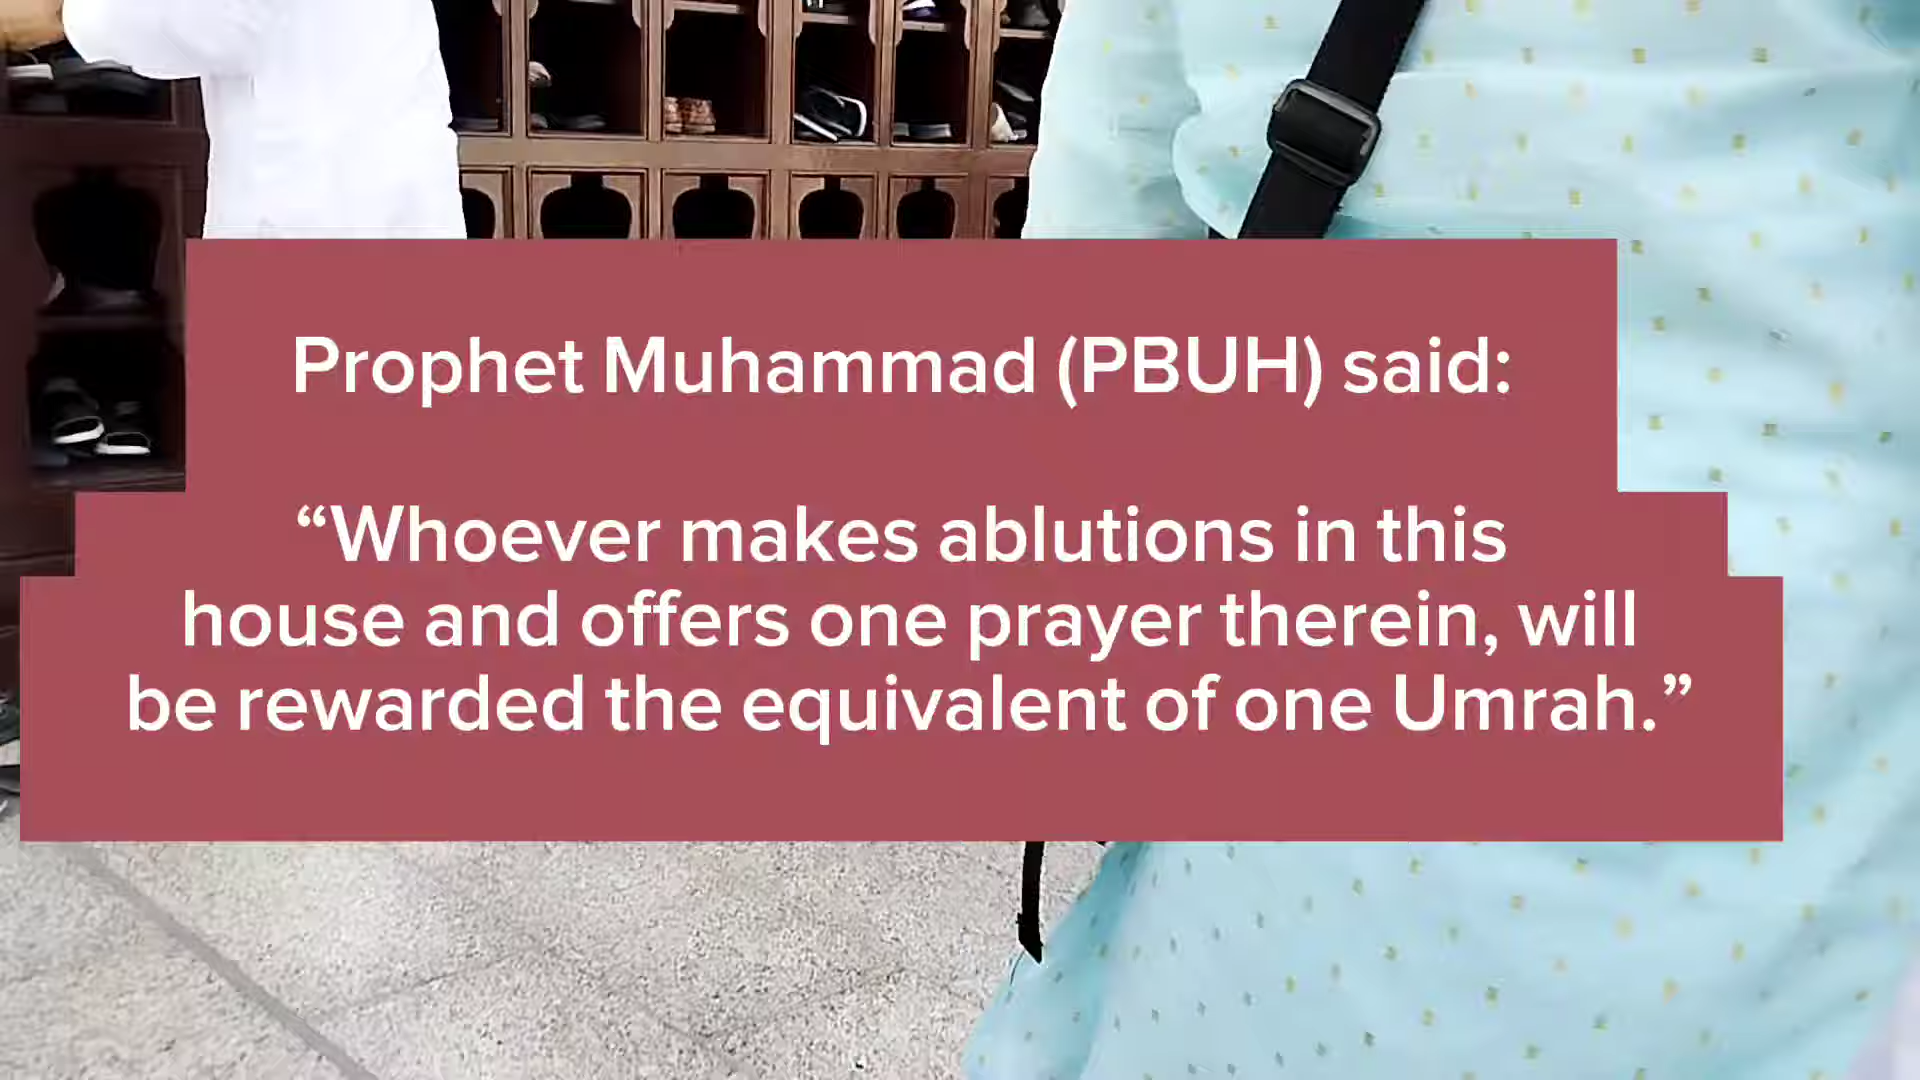 Prophet Muhammad (PBUH) said:
“Whoever makes ablutions in this
house and offers one prayer therein, will
be rewarded the equivalent of one Umrah.”